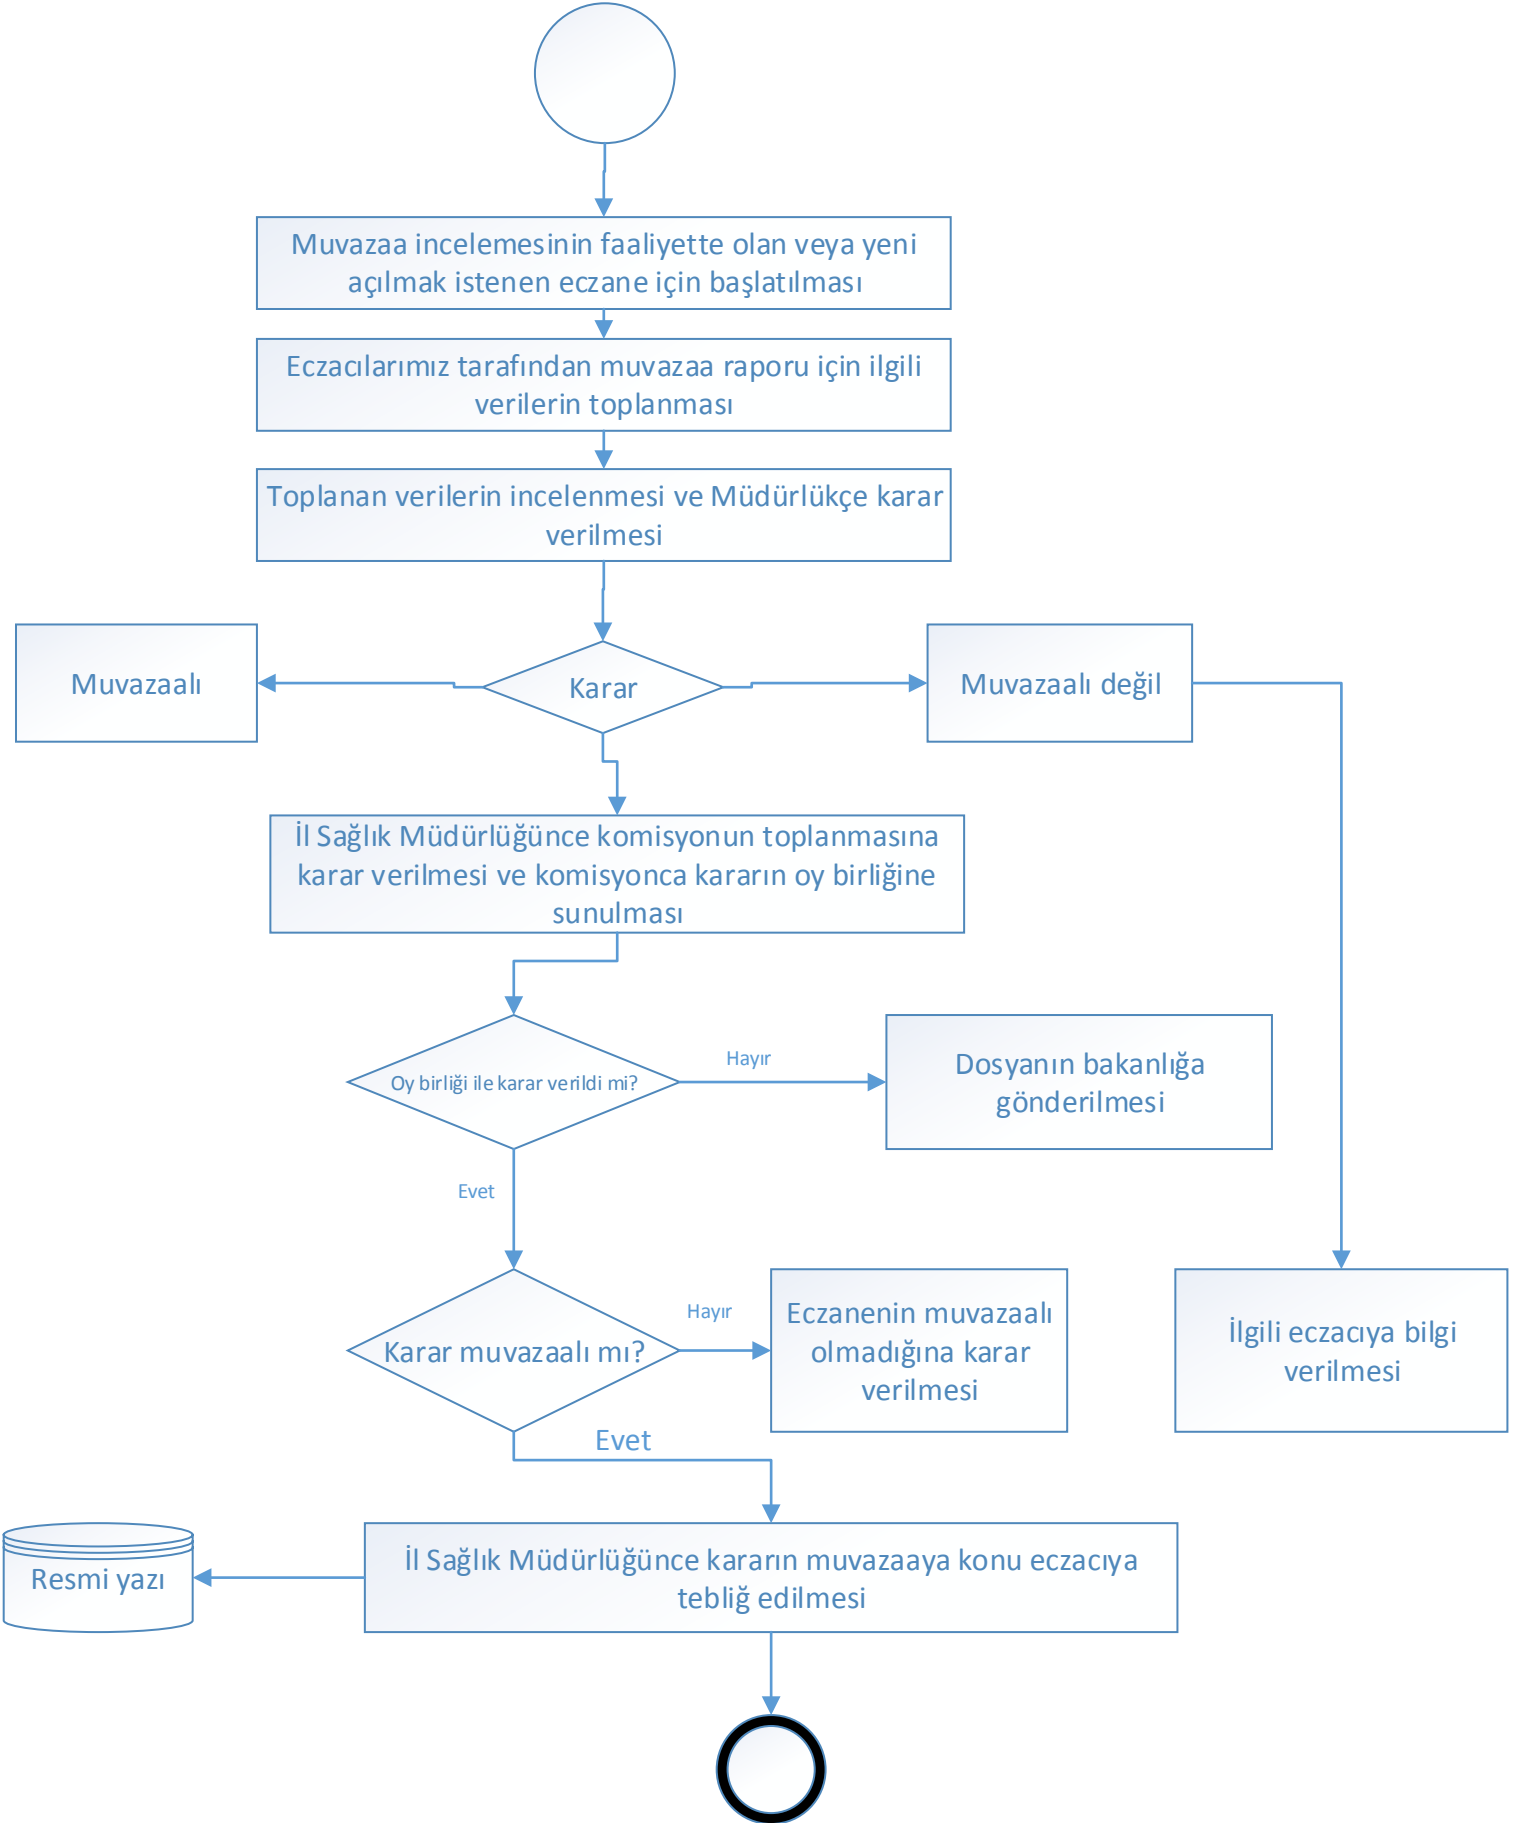 Muvazaa incelemesinin faaliyette olan veya yeni
açılmak istenen eczane için başlatılması
Eczacılarımız tarafından muvazaa raporu için ilgili
verilerin toplanması
Toplanan verilerin incelenmesi ve Müdürlükçe karar
verilmesi
Muvazaalı
Karar
Muvazaalı değil
İl Sağlık Müdürlüğünce komisyonun toplanmasına
karar verilmesi ve komisyonca kararın oy birliğine
sunulması
Oy birliği ile karar verildi mi?
Hayır
Dosyanın bakanlığa
gönderilmesi
Evet
Karar muvazaalı mı?
Hayır
Eczanenin muvazaalı
olmadığına karar
verilmesi
İlgili eczacıya bilgi
verilmesi
Evet
Resmi yazı
İl Sağlık Müdürlüğünce kararın muvazaaya konu eczacıya
tebliğ edilmesi